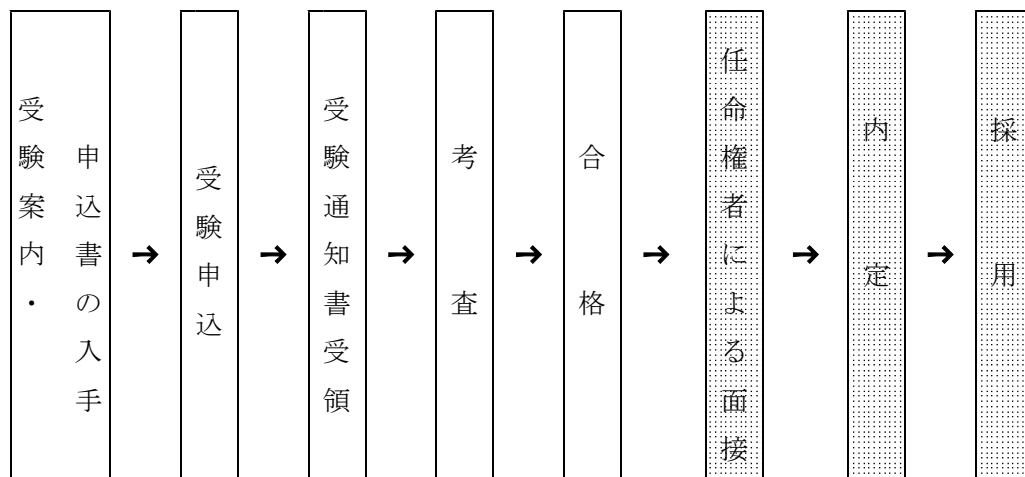 受験案内・
申込書の入手
受験申込
受験通知書受領
考査
合格
任命権者による面接
内定
採用